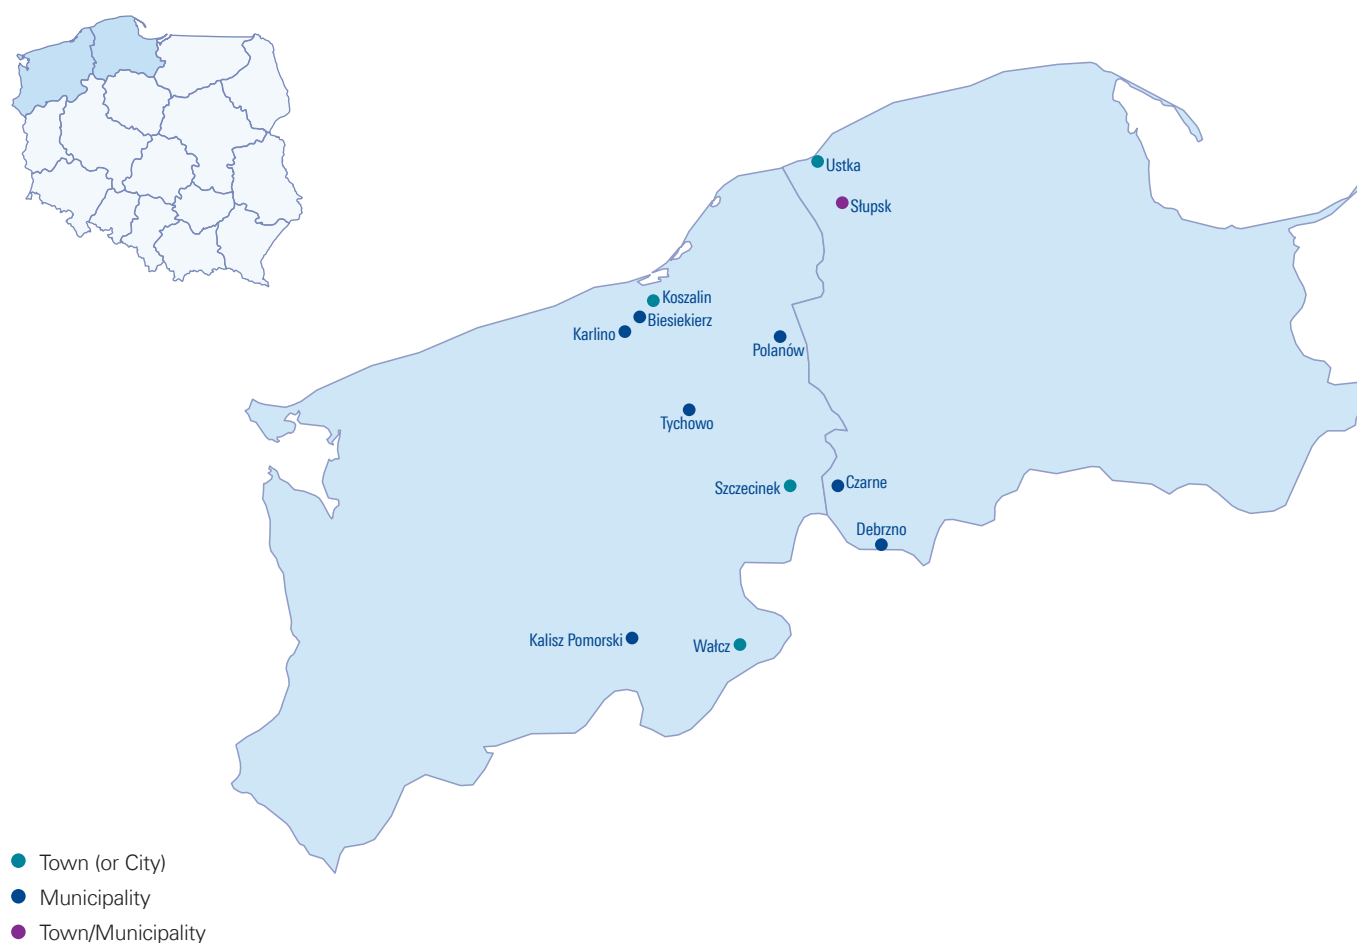 Ustka
Słupsk
Koszalin
Biesiekierz
Karlino
Polanów
Tychowo
Szczecinek
Czarne
Debrzno
Kalisz Pomorski
Wałcz
Town (or City)
Municipality
Town/Municipality